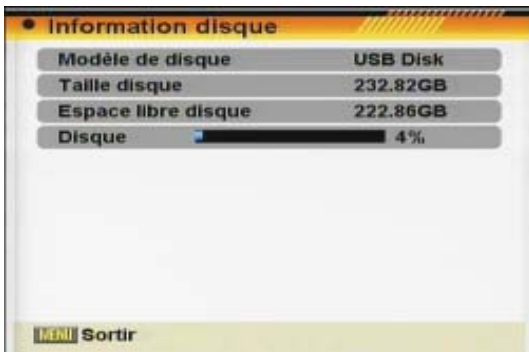 Information disque
Modèle de disque USB Disk
Taille disque 232.82GB
Espace libre disque 222.86GB
Disque 4%
MENU Sortir